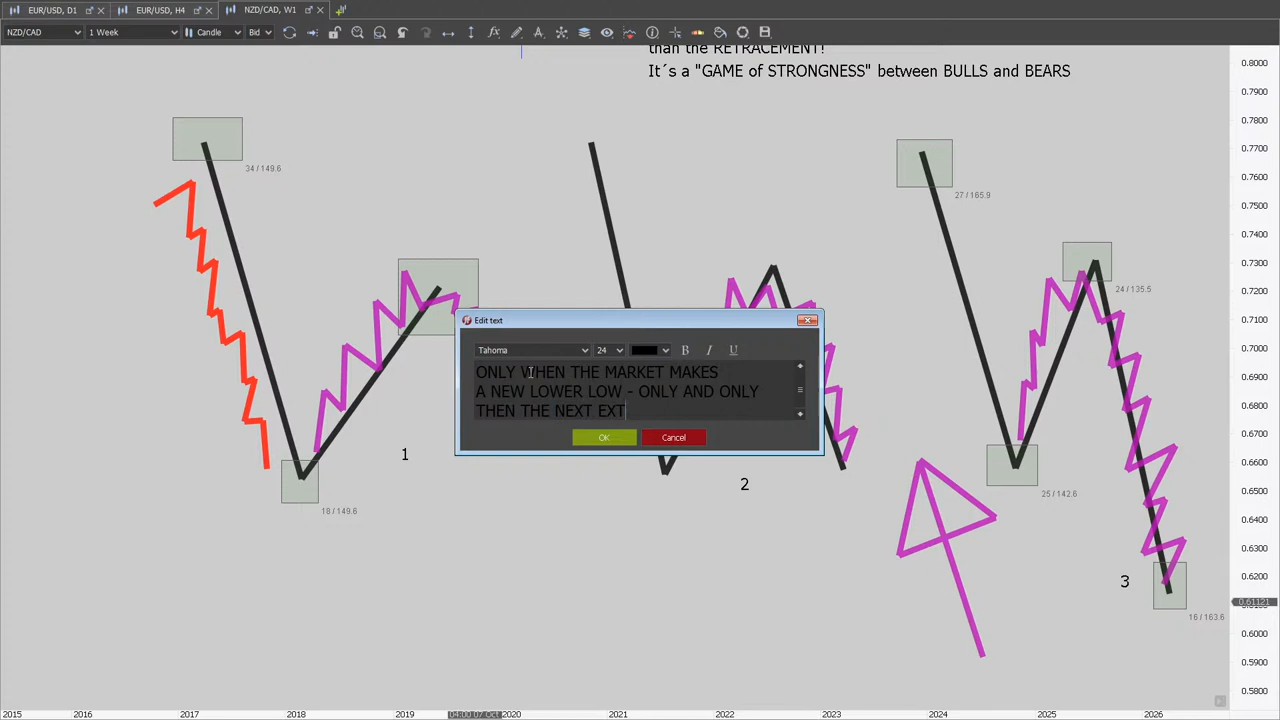 EUR/USD, D1
EUR/USD, H4
NZD/CAD, W1
NZD/CAD
1 Week
Candle
Bid
than the RETRACEMENT!
It´s a "GAME of STRONGNESS" between BULLS and BEARS
34 / 149.6
27 / 165.9
24 / 135.5
Edit text
Tahoma
24
B
I
U
ONLY WHEN THE MARKET MAKES
A NEW LOWER LOW - ONLY AND ONLY
THEN THE NEXT EXT
OK
Cancel
1
2
3
18 / 149.6
25 / 142.6
16 / 163.6
0.8000
0.7900
0.7800
0.7700
0.7600
0.7500
0.7400
0.7300
0.7200
0.7100
0.7000
0.6900
0.6800
0.6700
0.6600
0.6500
0.6400
0.6300
0.6200
0.61121
0.6000
0.5900
0.5800
2015
2016
2017
2018
2019
04:00 07 Oct
2020
2021
2022
2023
2024
2025
2026